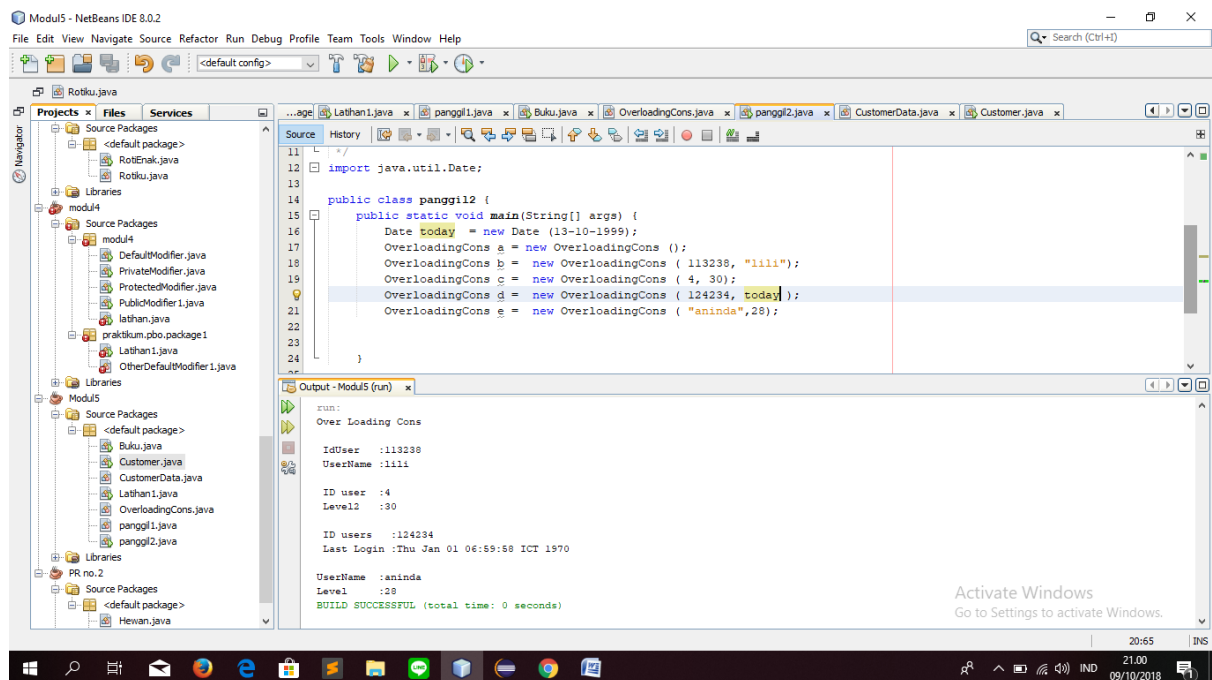 Modul5 - NetBeans IDE 8.0.2
File Edit View Navigate Source Refactor Run Debug Profile Team Tools Window Help
Search (Ctrl+I)
<default config>
Rotiku.java
Projects Files Services
...age Latihan1.java panggil1.java Buku.java OverloadingCons.java panggil2.java CustomerData.java Customer.java
Navigator
Source Packages
<default package>
RotiEnak.java
Rotiku.java
Libraries
modul4
Source Packages
modul4
DefaultModifier.java
PrivateModifier.java
ProtectedModifier.java
PublicModifier1.java
latihan.java
praktikum.pbo.package1
Latihan1.java
OtherDefaultModifier1.java
Libraries
Modul5
Source Packages
<default package>
Buku.java
Customer.java
CustomerData.java
Latihan1.java
OverloadingCons.java
panggil1.java
panggil2.java
Libraries
PR no.2
Source Packages
<default package>
Hewan.java
Source History
11 */
12 import java.util.Date;
13
14 public class panggil2 {
15 public static void main(String[] args) {
16 Date today = new Date (13-10-1999);
17 OverloadingCons a = new OverloadingCons ();
18 OverloadingCons b = new OverloadingCons ( 113238, "lili");
19 OverloadingCons c = new OverloadingCons ( 4, 30);
OverloadingCons d = new OverloadingCons ( 124234, today );
21 OverloadingCons e = new OverloadingCons ( "aninda",28);
22
23
24 }
Output - Modul5 (run)
run:
Over Loading Cons
IdUser :113238
UserName :lili
ID user :4
Level2 :30
ID users :124234
Last Login :Thu Jan 01 06:59:58 ICT 1970
UserName :aninda
Level :28
BUILD SUCCESSFUL (total time: 0 seconds)
Activate Windows
Go to Settings to activate Windows.
20:65 INS
IND
21.00
09/10/2018